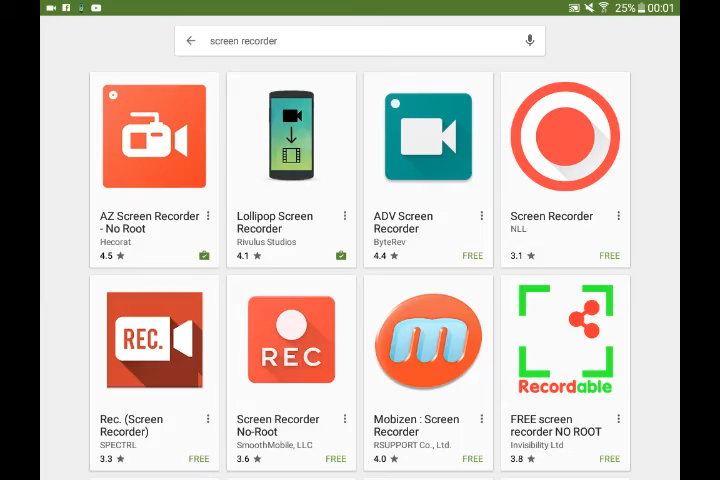 25% 00:01
screen recorder
AZ Screen Recorder
- No Root
Hecorat
4.5
Lollipop Screen
Recorder
Rivulus Studios
4.1
ADV Screen
Recorder
ByteRev
4.4 FREE
Screen Recorder
NLL
3.1 FREE
REC.
Rec. (Screen
Recorder)
SPECTRL
3.3 FREE
REC
Screen Recorder
No-Root
SmoothMobile, LLC
3.6 FREE
m
Mobizen : Screen
Recorder
RSUPPORT Co., Ltd.
4.0 FREE
Recordable
FREE screen
recorder NO ROOT
Invisibility Ltd
3.8 FREE